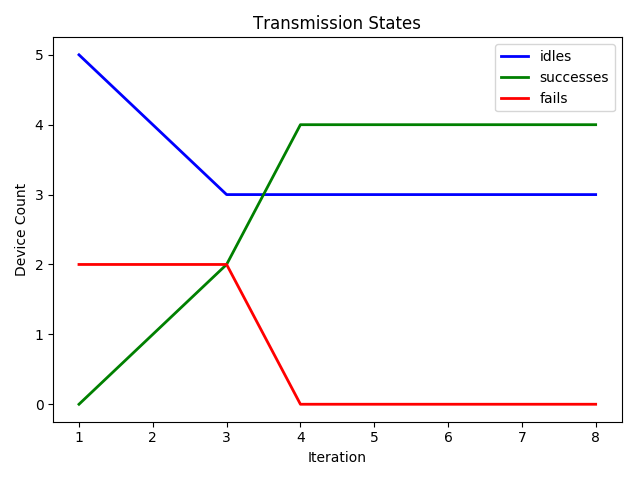 Transmission States
idles
successes
fails
Device Count
5
4
3
2
1
0
1 2 3 4 5 6 7 8
Iteration